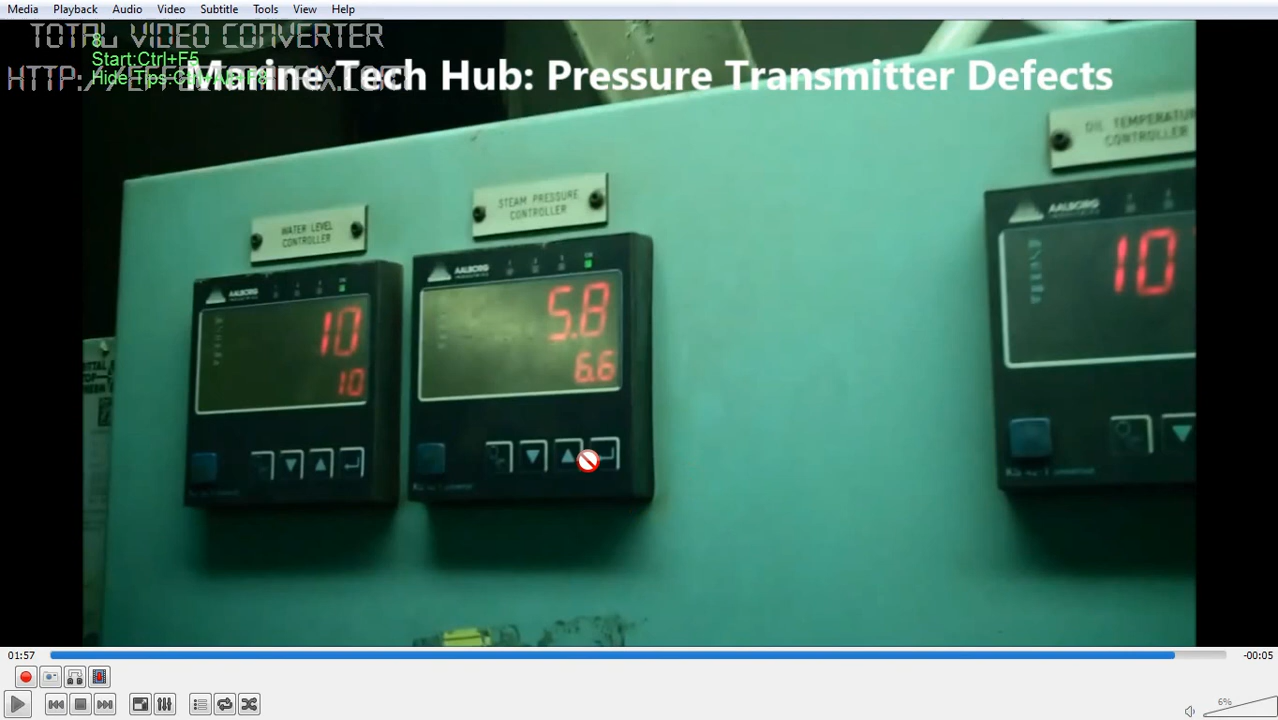 Media Playback Audio Video Subtitle Tools View Help
TOTAL VIDEO CONVERTER
8
Start:Ctrl+F5
Marine Tech Hub: Pressure Transmitter Defects
OIL TEMPERATUR
CONTROLLER
STEAM PRESSURE
CONTROLLER
WATER LEVEL
CONTROLLER
AALBORG
10
10
AALBORG
5.8
6.6
AALBORG
10
01:57
-00:05
6%